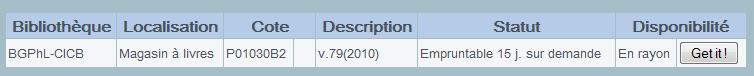 Bibliothèque Localisation Cote Description Statut Disponibilité
BGPhL-CICB Magasin à livres P01030B2 v.79(2010) Empruntable 15 j. sur demande En rayon Get it!